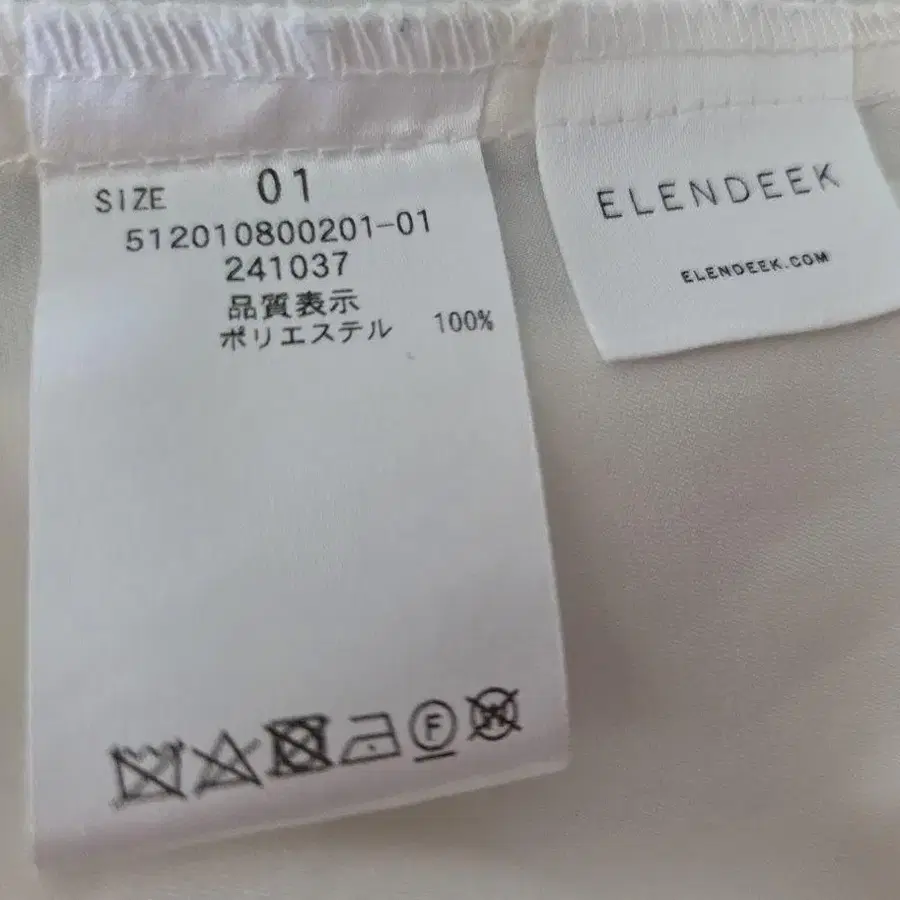 SIZE 01
512010800201-01
241037
品質表示
ポリエステル 100%
F
W
ELENDEEK
ELENDEEK.COM